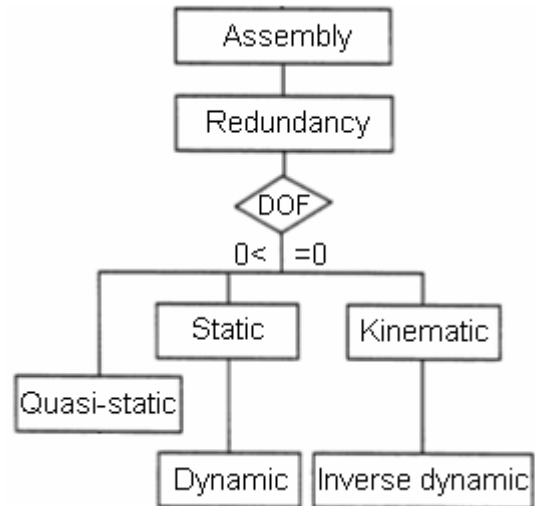 Assembly
Redundancy
DOF
0< =0
Static Kinematic
Quasi-static
Dynamic Inverse dynamic